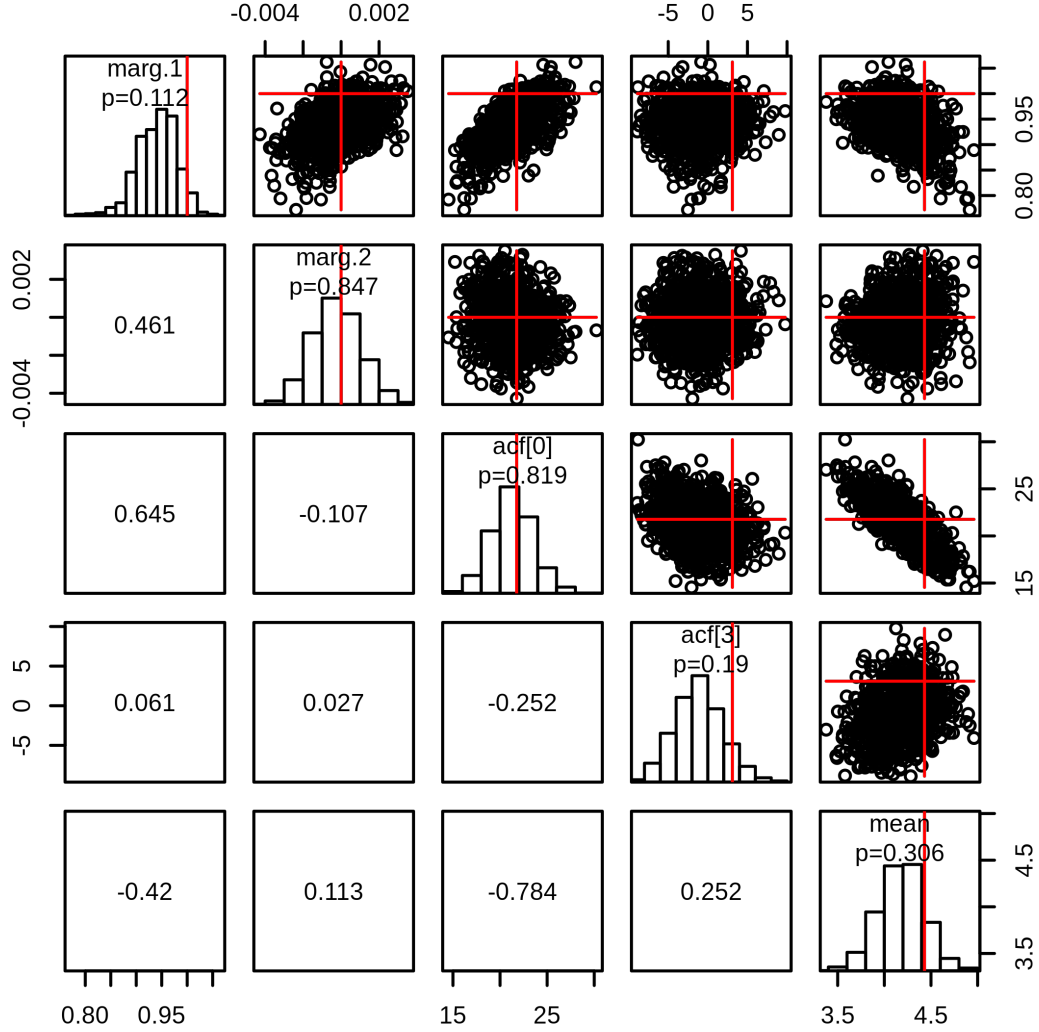 -0.004 0.002 -5 0 5
marg.1
p=0.112
0.80 0.95
marg.2
p=0.847
-0.004 0.002
0.461
acf[0]
p=0.819
15 25
0.645 -0.107
acf[3]
p=0.19
-5 0 5
0.061 0.027 -0.252
mean
p=0.306
3.5 4.5
-0.42 0.113 -0.784 0.252
0.80 0.95 15 25 3.5 4.5